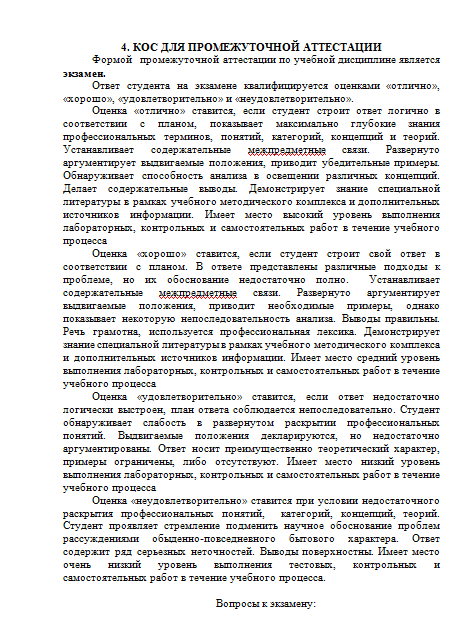 4. КОС ДЛЯ ПРОМЕЖУТОЧНОЙ АТТЕСТАЦИИ
Формой промежуточной аттестации по учебной дисциплине является
экзамен.
Ответ студента на экзамене квалифицируется оценками «отлично»,
«хорошо», «удовлетворительно» и «неудовлетворительно».
Оценка «отлично» ставится, если студент строит ответ логично в
соответствии с планом, показывает максимально глубокие знания
профессиональных терминов, понятий, категорий, концепций и теорий.
Устанавливает содержательные межпредметные связи. Развернуто
аргументирует выдвигаемые положения, приводит убедительные примеры.
Обнаруживает способность анализа в освещении различных концепций.
Делает содержательные выводы. Демонстрирует знание специальной
литературы в рамках учебного методического комплекса и дополнительных
источников информации. Имеет место высокий уровень выполнения
лабораторных, контрольных и самостоятельных работ в течение учебного
процесса
Оценка «хорошо» ставится, если студент строит свой ответ в
соответствии с планом. В ответе представлены различные подходы к
проблеме, но их обоснование недостаточно полно. Устанавливает
содержательные межпредметные связи. Развернуто аргументирует
выдвигаемые положения, приводит необходимые примеры, однако
показывает некоторую непоследовательность анализа. Выводы правильны.
Речь грамотна, используется профессиональная лексика. Демонстрирует
знание специальной литературы в рамках учебного методического комплекса
и дополнительных источников информации. Имеет место средний уровень
выполнения лабораторных, контрольных и самостоятельных работ в течение
учебного процесса
Оценка «удовлетворительно» ставится, если ответ недостаточно
логически выстроен, план ответа соблюдается непоследовательно. Студент
обнаруживает слабость в развернутом раскрытии профессиональных
понятий. Выдвигаемые положения декларируются, но недостаточно
аргументированы. Ответ носит преимущественно теоретический характер,
примеры ограничены, либо отсутствуют. Имеет место низкий уровень
выполнения лабораторных, контрольных и самостоятельных работ в течение
учебного процесса
Оценка «неудовлетворительно» ставится при условии недостаточного
раскрытия профессиональных понятий, категорий, концепций, теорий.
Студент проявляет стремление подменить научное обоснование проблем
рассуждениями обыденно-повседневного бытового характера. Ответ
содержит ряд серьезных неточностей. Выводы поверхностны. Имеет место
очень низкий уровень выполнения тестовых, контрольных и
самостоятельных работ в течение учебного процесса.
Вопросы к экзамену: